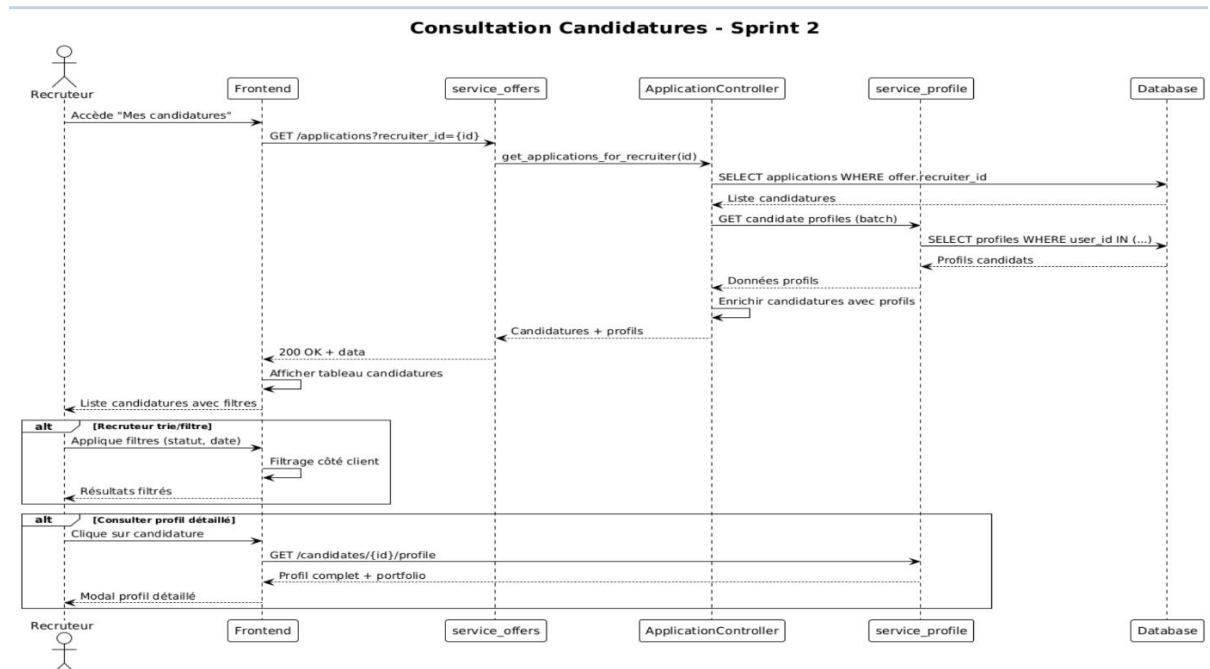 Consultation Candidatures - Sprint 2
Recruteur
Frontend
service_offers
ApplicationController
service_profile
Database
Accède "Mes candidatures"
GET /applications?recruiter_id={id}
get_applications_for_recruiter(id)
SELECT applications WHERE offer.recruiter_id
Liste candidatures
GET candidate profiles (batch)
SELECT profiles WHERE user_id IN (...)
Profils candidats
Données profils
Enrichir candidatures avec profils
Candidatures + profils
200 OK + data
Afficher tableau candidatures
Liste candidatures avec filtres
alt [Recruteur trie/filtre]
Applique filtres (statut, date)
Filtrage côté client
Résultats filtrés
alt [Consulter profil détaillé]
Clique sur candidature
GET /candidates/{id}/profile
Profil complet + portfolio
Modal profil détaillé
Recruteur
Frontend
service_offers
ApplicationController
service_profile
Database